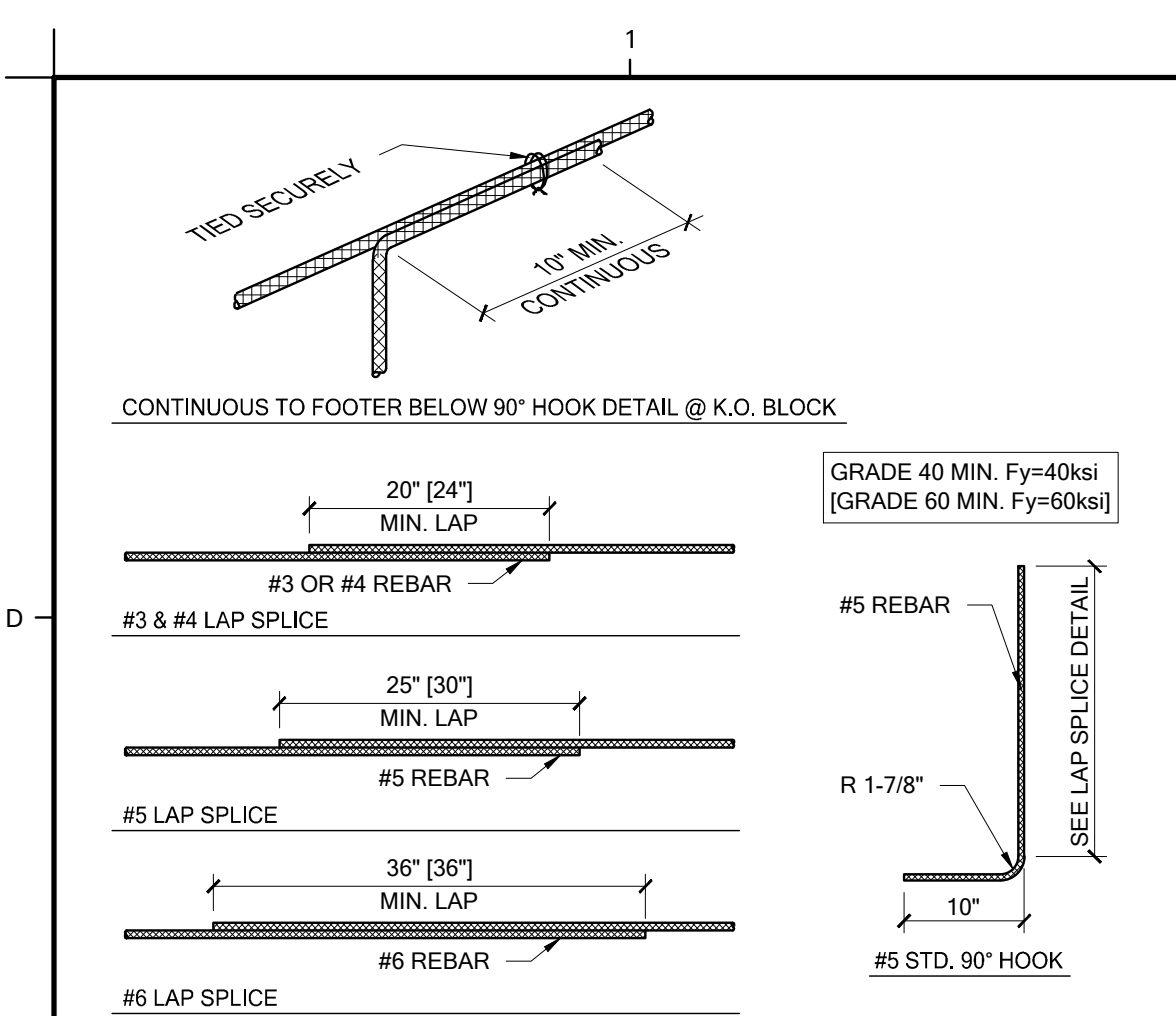 1
TIED SECURELY
10" MIN.
CONTINUOUS
CONTINUOUS TO FOOTER BELOW 90° HOOK DETAIL @ K.O. BLOCK
GRADE 40 MIN. Fy=40ksi
[GRADE 60 MIN. Fy=60ksi]
20" [24"]
MIN. LAP
#3 OR #4 REBAR
#3 & #4 LAP SPLICE
D
25" [30"]
MIN. LAP
#5 REBAR
#5 LAP SPLICE
36" [36"]
MIN. LAP
#6 REBAR
#6 LAP SPLICE
#5 REBAR
SEE LAP SPLICE DETAIL
R 1-7/8"
10"
#5 STD. 90° HOOK